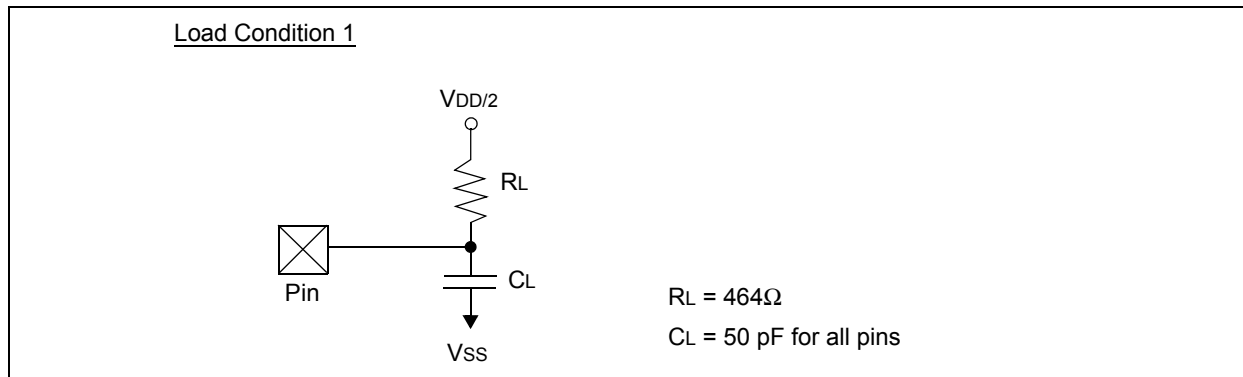 Load Condition 1
VDD/2
RL
Pin
CL
VSS
RL = 464Ω
CL = 50 pF for all pins